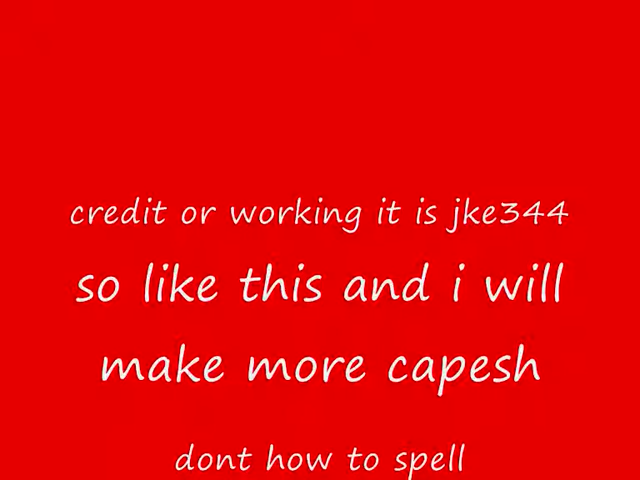 credit or working it is jke344
so like this and i will
make more capesh
dont how to spell